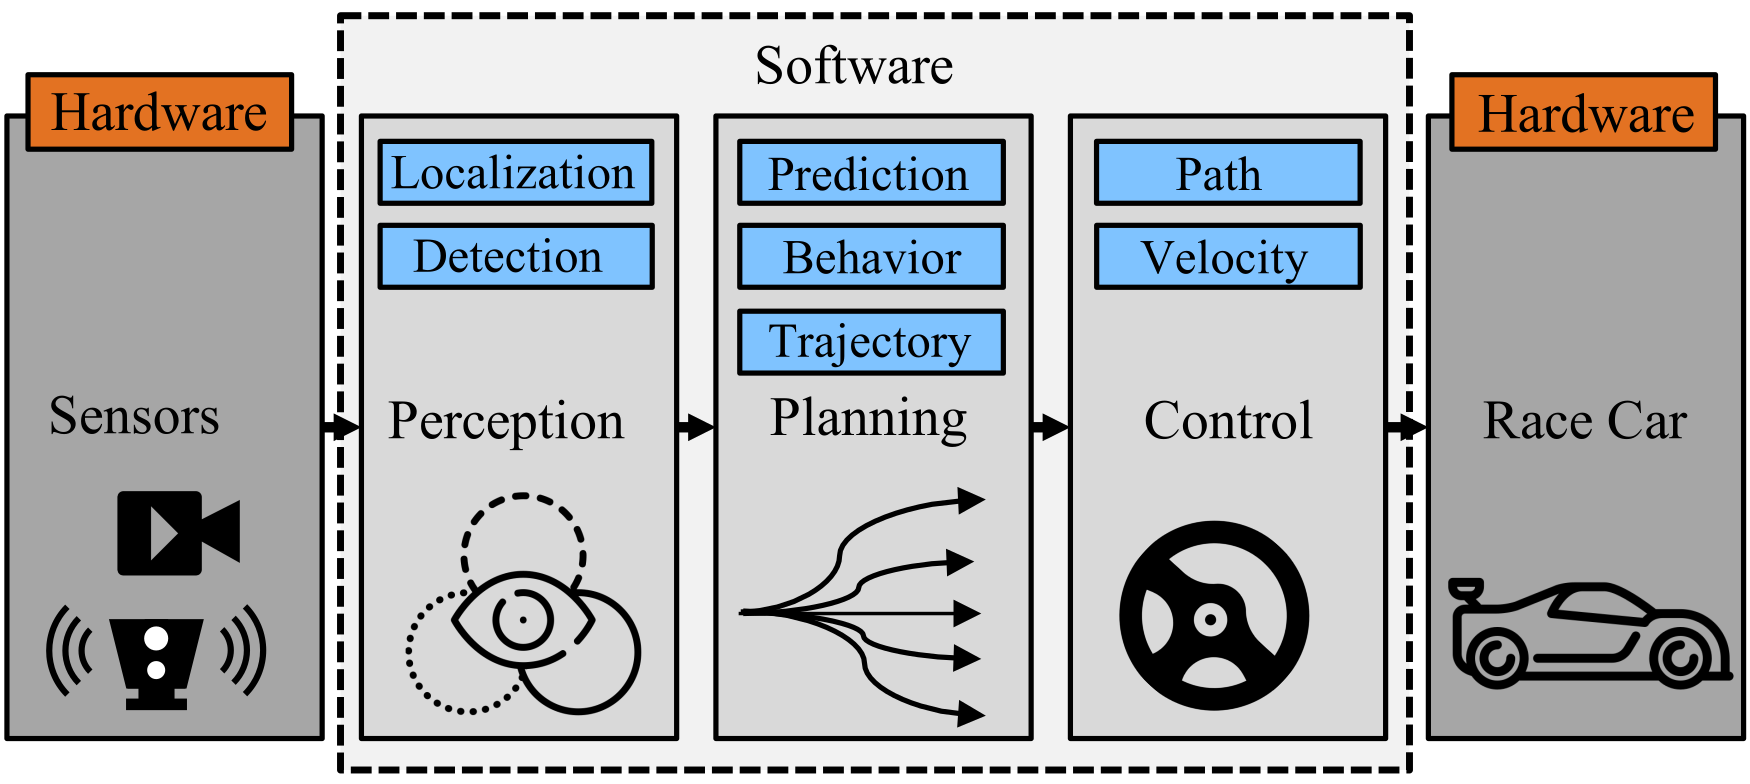 Software
Hardware
Sensors
Localization
Detection
Perception
Prediction
Behavior
Trajectory
Planning
Path
Velocity
Control
Hardware
Race Car